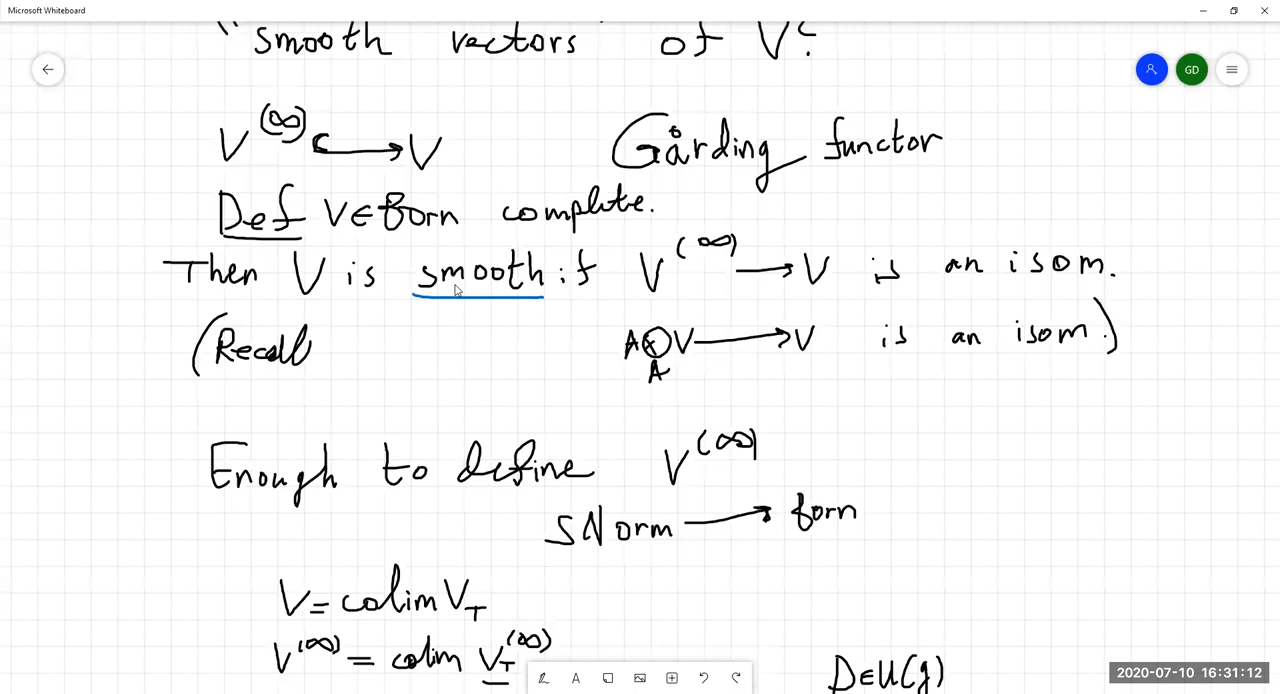 Microsoft Whiteboard
"smooth vectors of V?
GD
V^(∞) ↪ V Gårding functor
Def V ∈ Born complete.
Then V is smooth if V^(∞) → V is an isom.
(Recall A ⊗_A V → V is an isom.)
Enough to define V^(∞)
SNorm → Born
V = colim V_T
V^(∞) = colim V_T^(∞)
D ∈ U(g)
2020-07-10 16:31:12